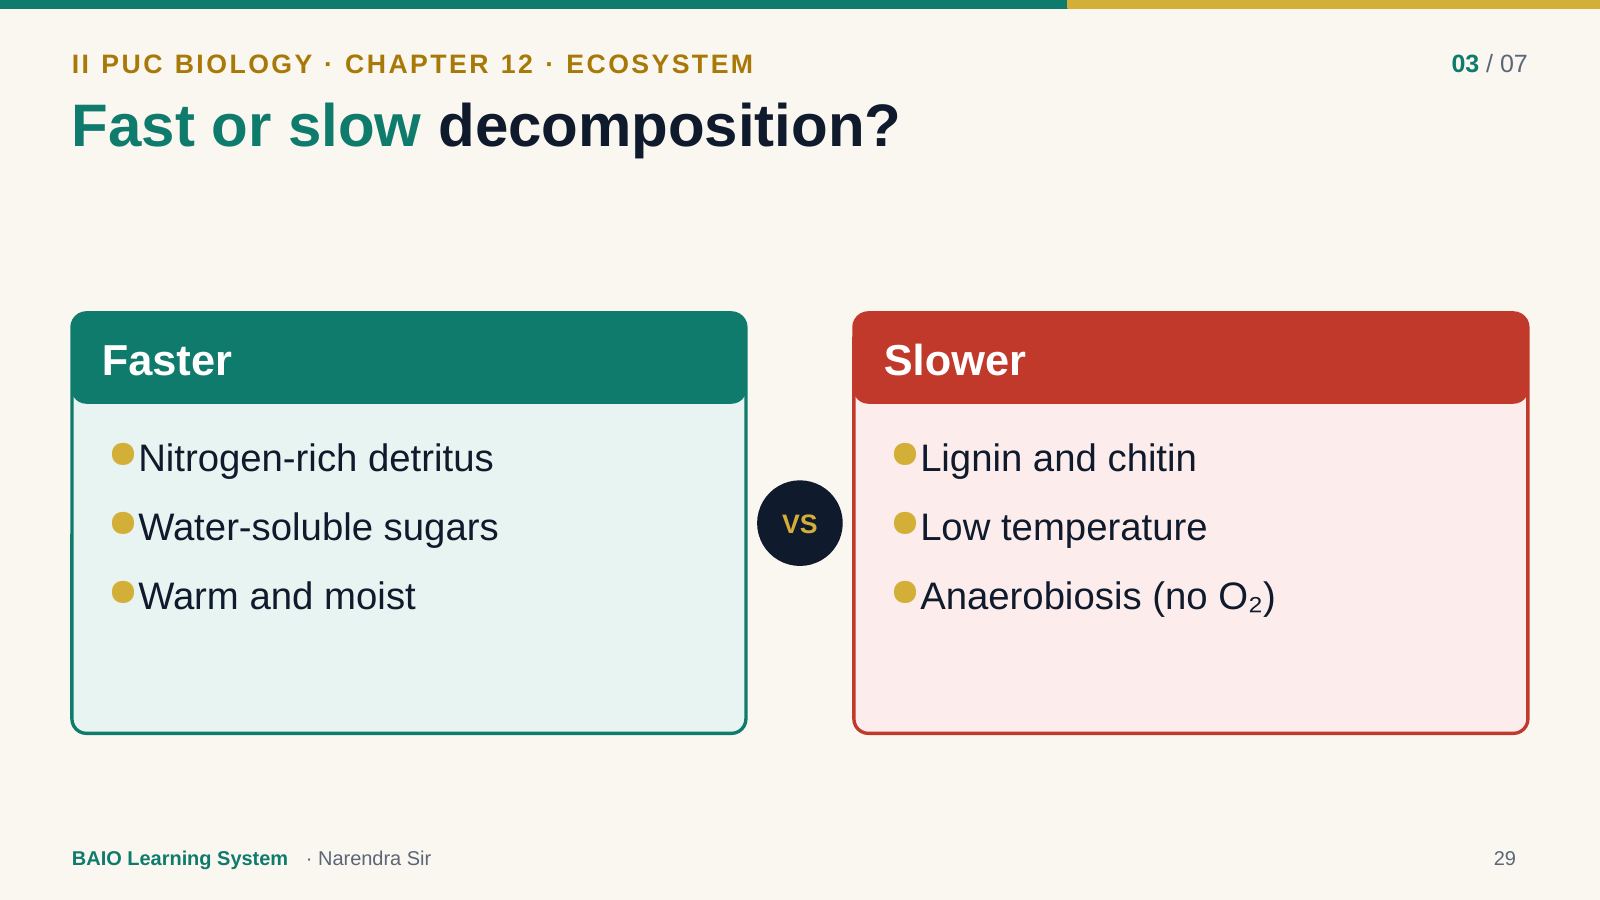 II PUC BIOLOGY · CHAPTER 12 · ECOSYSTEM
03 / 07
Fast or slow decomposition?
Faster
Nitrogen-rich detritus
Water-soluble sugars
Warm and moist
VS
Slower
Lignin and chitin
Low temperature
Anaerobiosis (no O₂)
BAIO Learning System · Narendra Sir
29